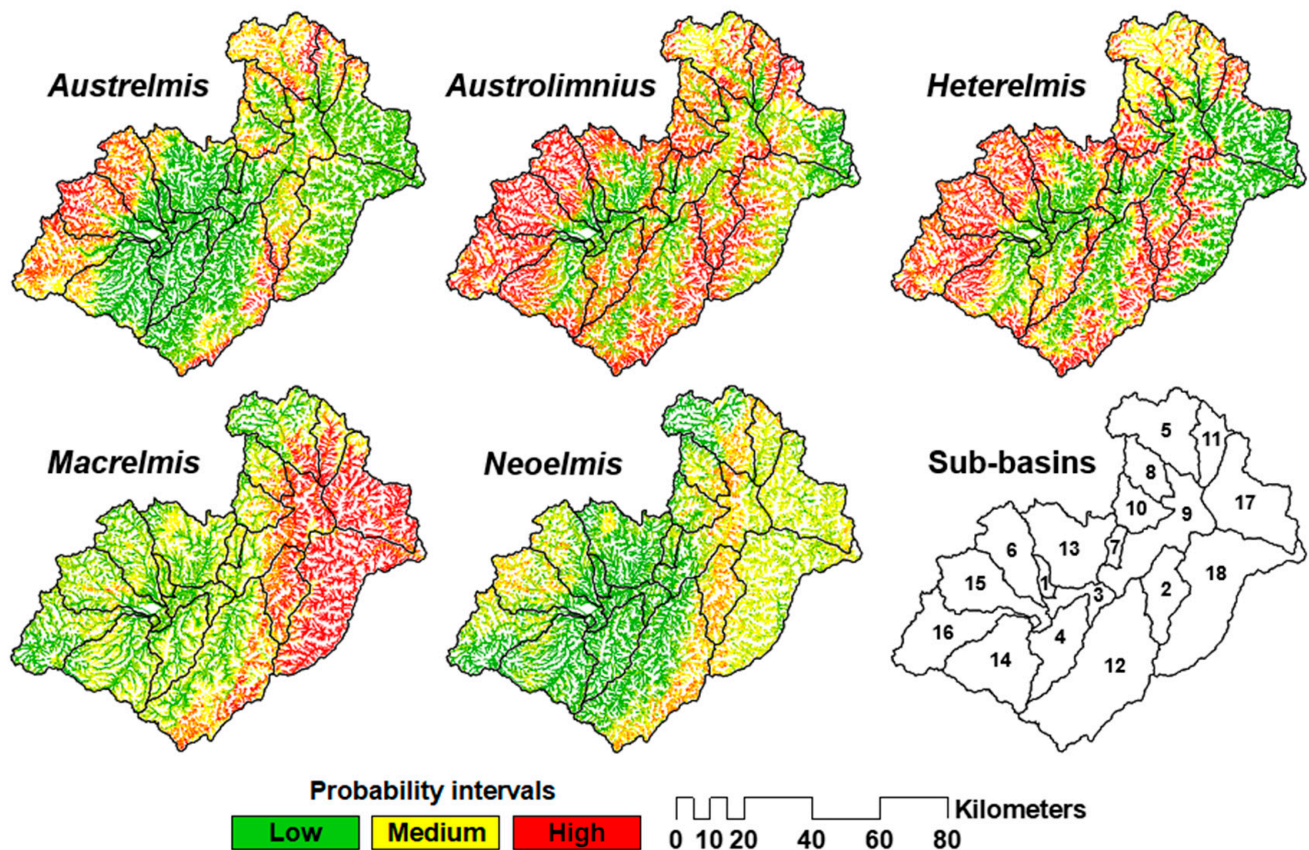 Austrelmis
Austrolimnius
Heterelmis
Macrelmis
Neoelmis
Sub-basins
5
11
8
17
10
9
6
13
7
18
15
1
2
3
16
4
14
12
Probability intervals
Low
Medium
High
Kilometers
0 10 20 40 60 80